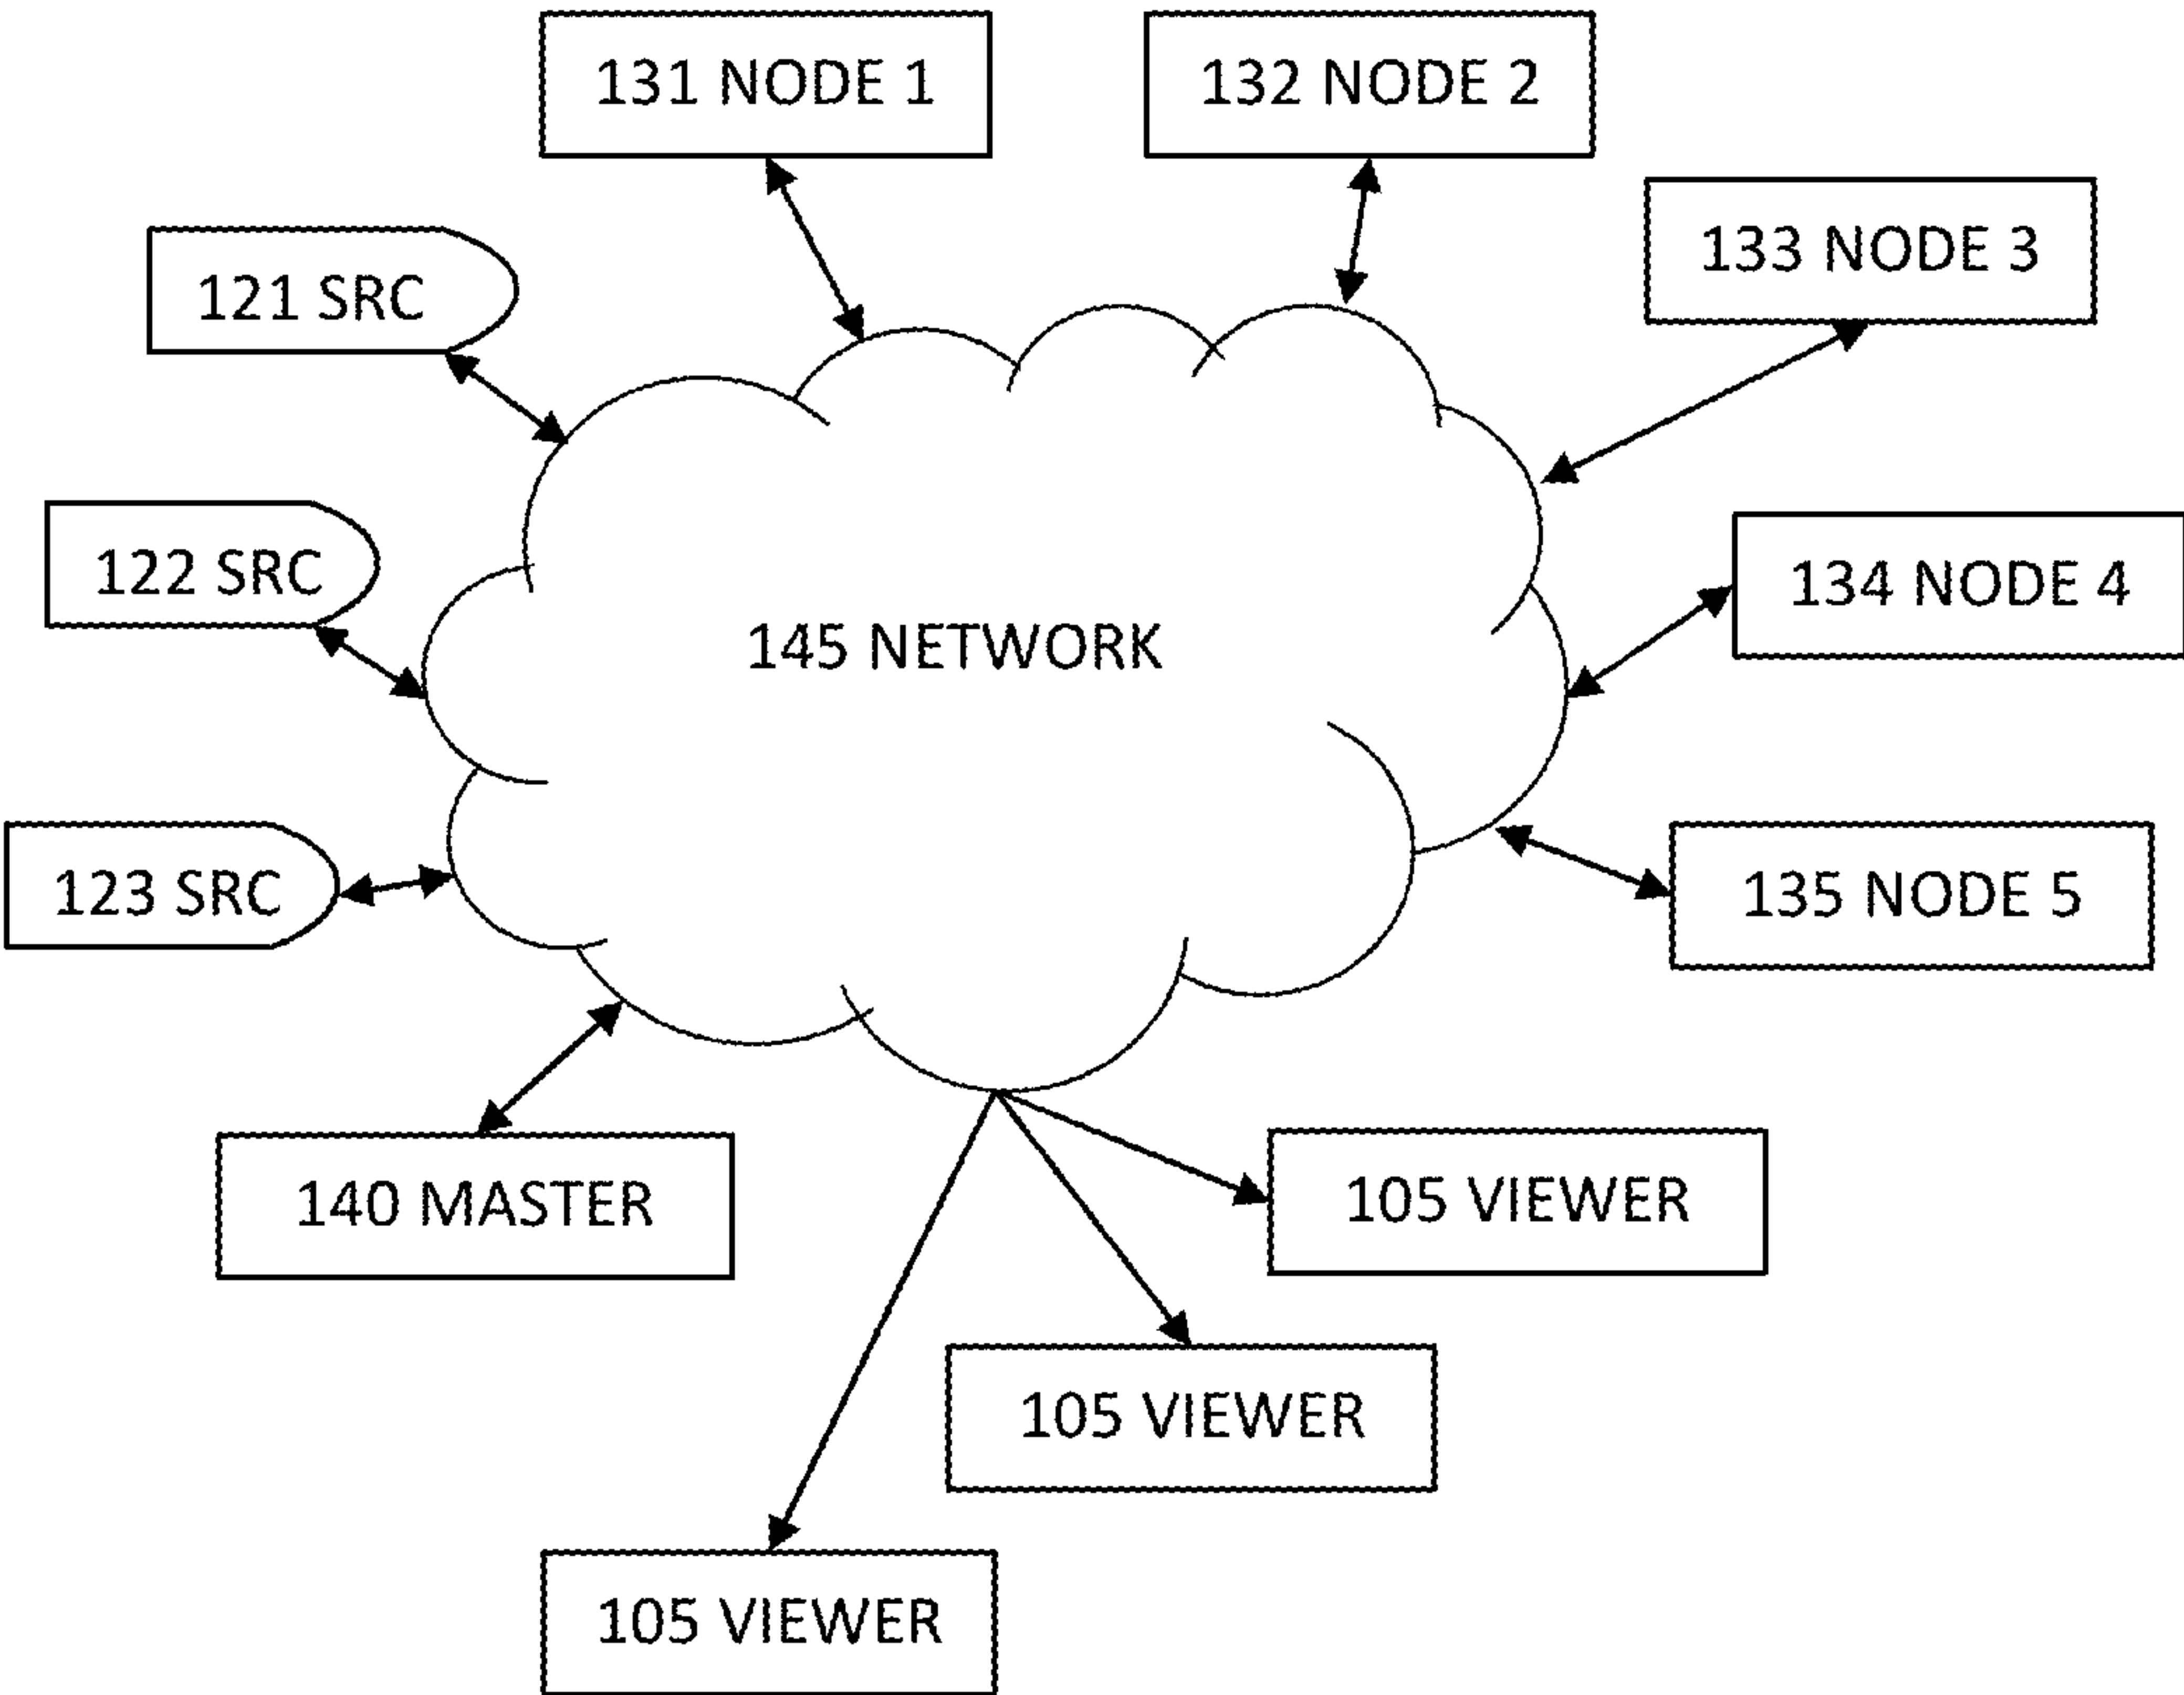 131 NODE 1
132 NODE 2
133 NODE 3
121 SRC
122 SRC
134 NODE 4
145 NETWORK
123 SRC
135 NODE 5
140 MASTER
105 VIEWER
105 VIEWER
105 VIEWER